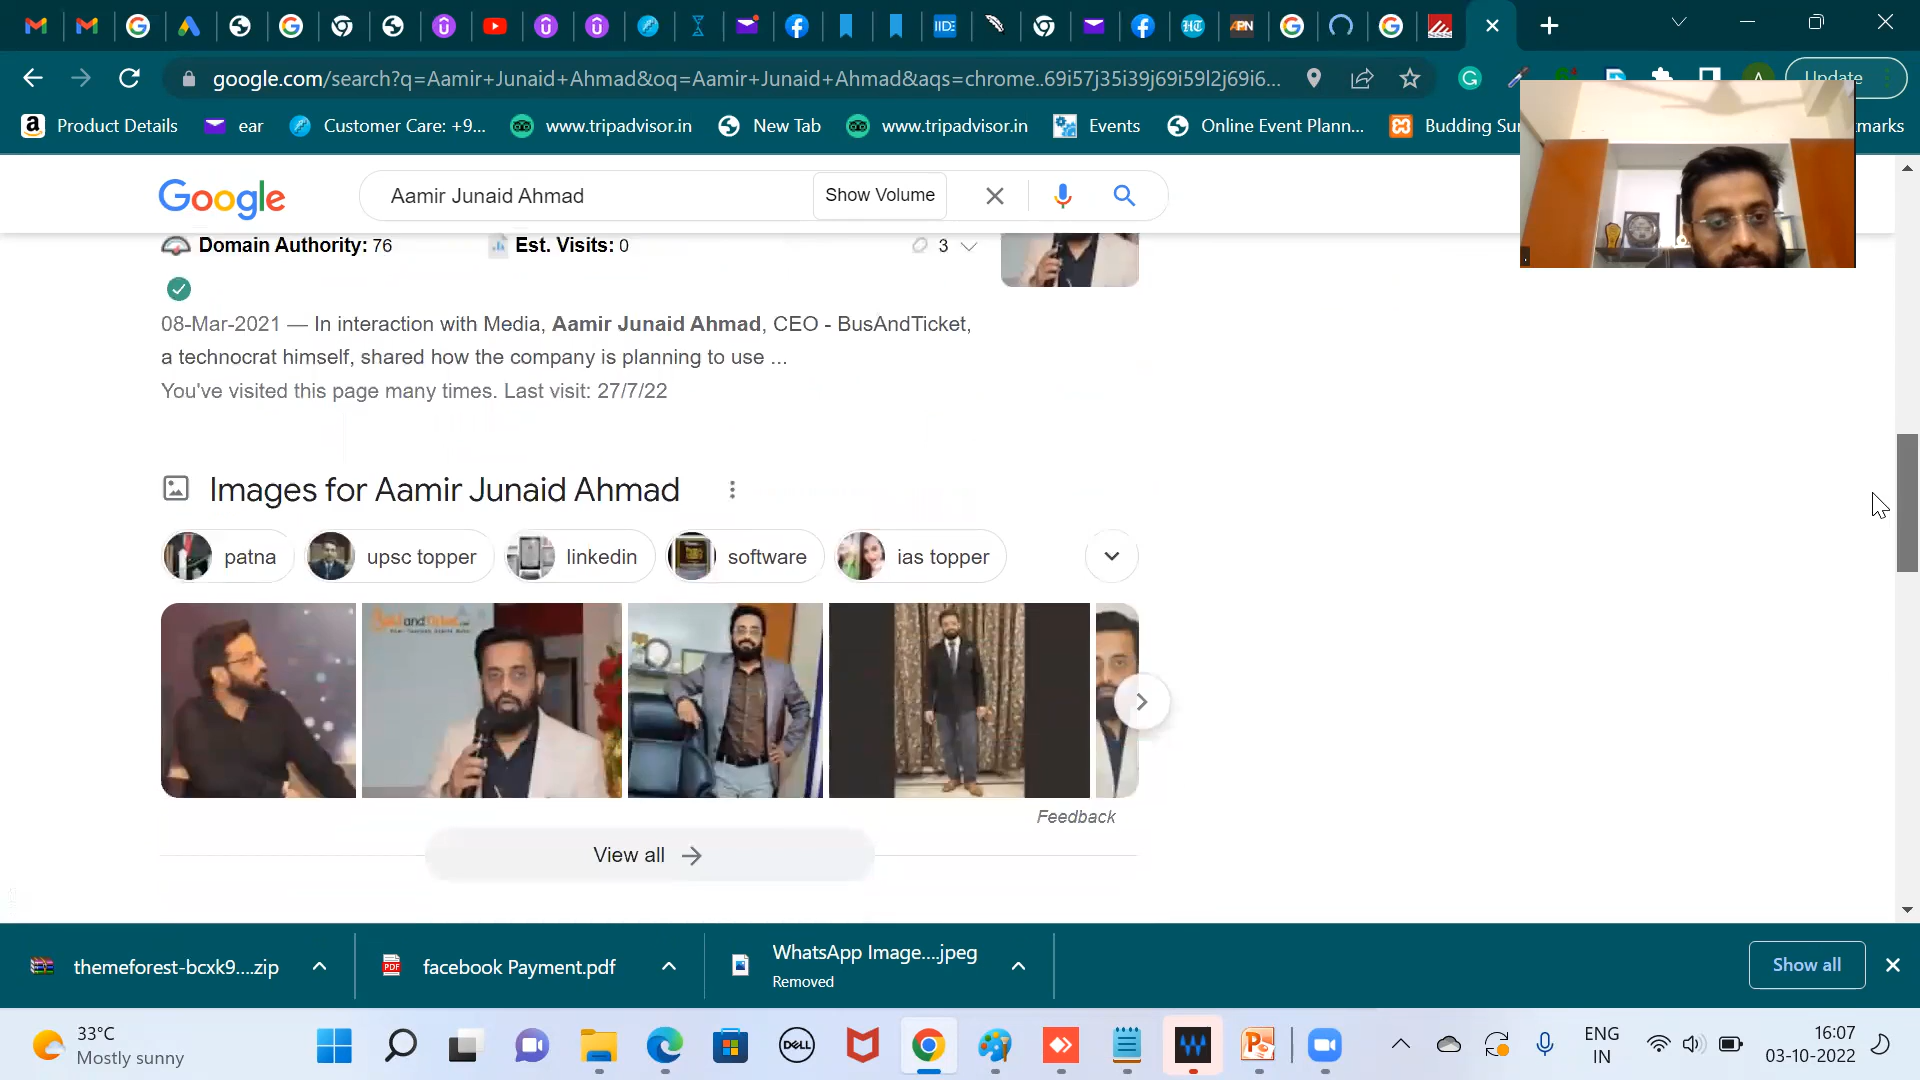 google.com/search?q=Aamir+Junaid+Ahmad&oq=Aamir+Junaid+Ahmad&aqs=chrome..69i57j35i39j69i59l2j69i6...
Update
Product Details
ear
Customer Care: +9...
www.tripadvisor.in
New Tab
www.tripadvisor.in
Events
Online Event Plann...
Budding Su
marks
Google
Aamir Junaid Ahmad
Show Volume
Domain Authority: 76
Est. Visits: 0
3
08-Mar-2021 — In interaction with Media, Aamir Junaid Ahmad, CEO - BusAndTicket,
a technocrat himself, shared how the company is planning to use ...
You've visited this page many times. Last visit: 27/7/22
Images for Aamir Junaid Ahmad
patna
upsc topper
linkedin
software
ias topper
Feedback
View all
themeforest-bcxk9....zip
facebook Payment.pdf
WhatsApp Image....jpeg
Removed
Show all
33°C
Mostly sunny
DELL
ENG
IN
16:07
03-10-2022